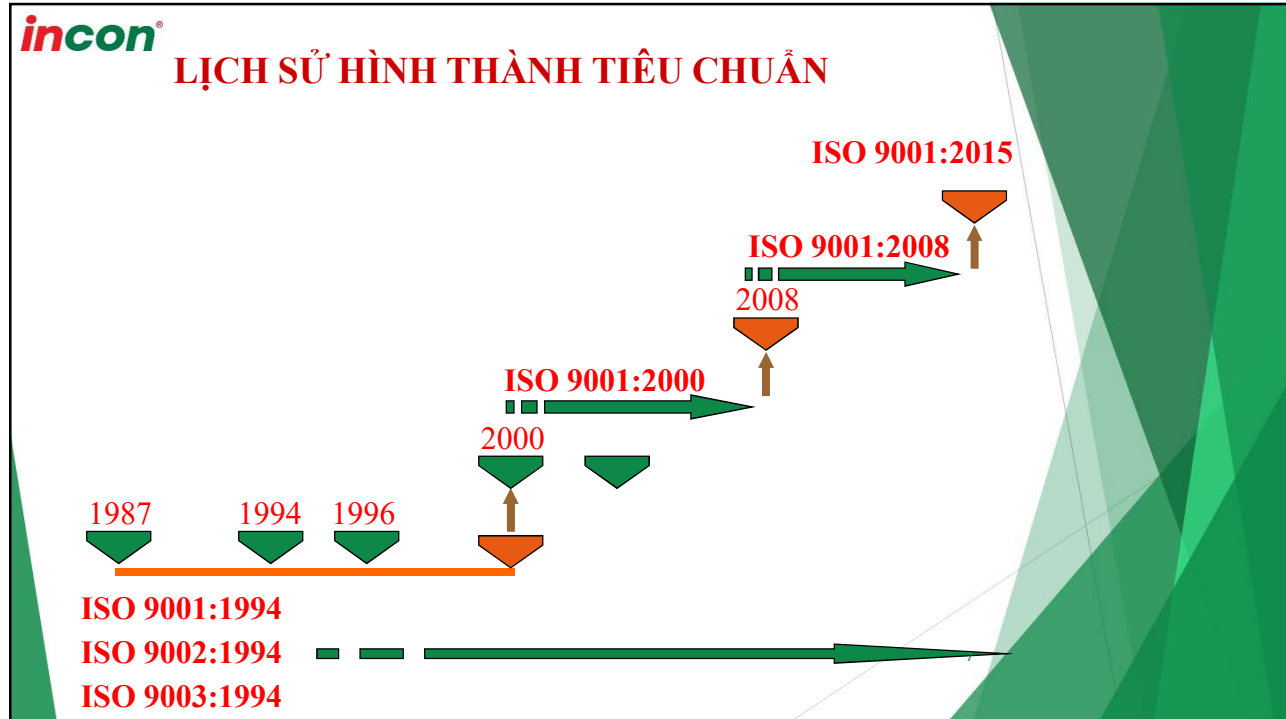 incon®
LỊCH SỬ HÌNH THÀNH TIÊU CHUẨN
ISO 9001:2015
ISO 9001:2008
2008
ISO 9001:2000
2000
1987 1994 1996
ISO 9001:1994
ISO 9002:1994
ISO 9003:1994
7